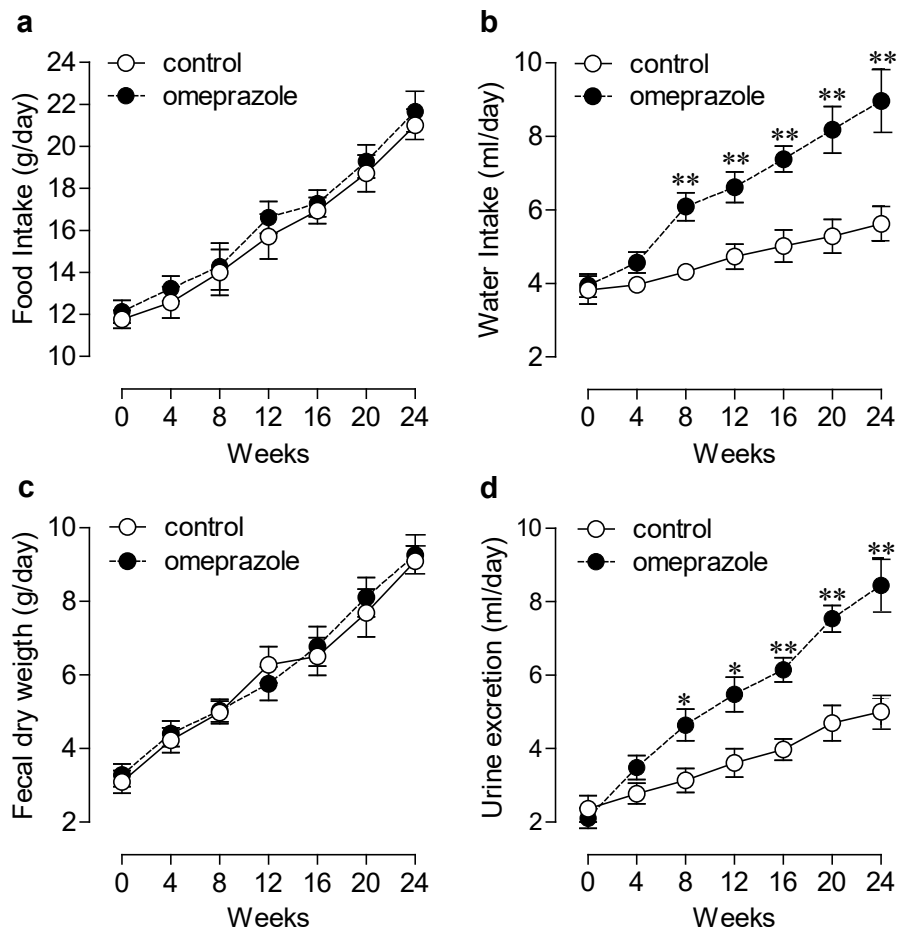 a
control
omeprazole
Food Intake (g/day)
24
22
20
18
16
14
12
10
0 4 8 12 16 20 24
Weeks
b
control
omeprazole
Water Intake (ml/day)
10
8
6
4
2
** ** ** ** ** **
0 4 8 12 16 20 24
Weeks
c
control
omeprazole
Fecal dry weigth (g/day)
10
8
6
4
2
0 4 8 12 16 20 24
Weeks
d
control
omeprazole
Urine excretion (ml/day)
10
8
6
4
2
* * ** ** **
0 4 8 12 16 20 24
Weeks